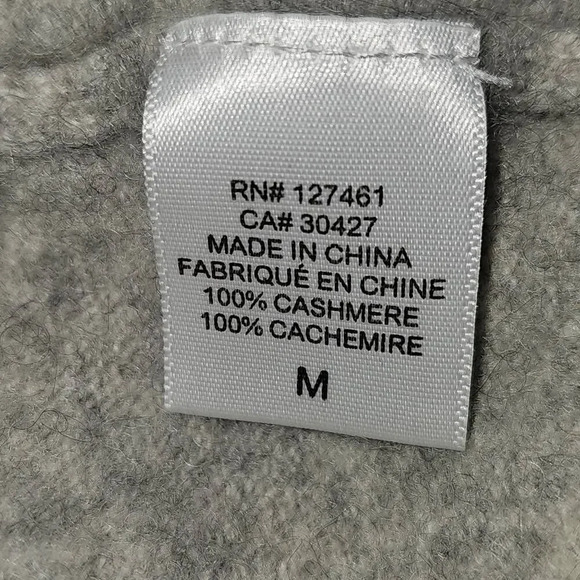 RN# 127461
CA# 30427
MADE IN CHINA
FABRIQUÉ EN CHINE
100% CASHMERE
100% CACHEMIRE
M